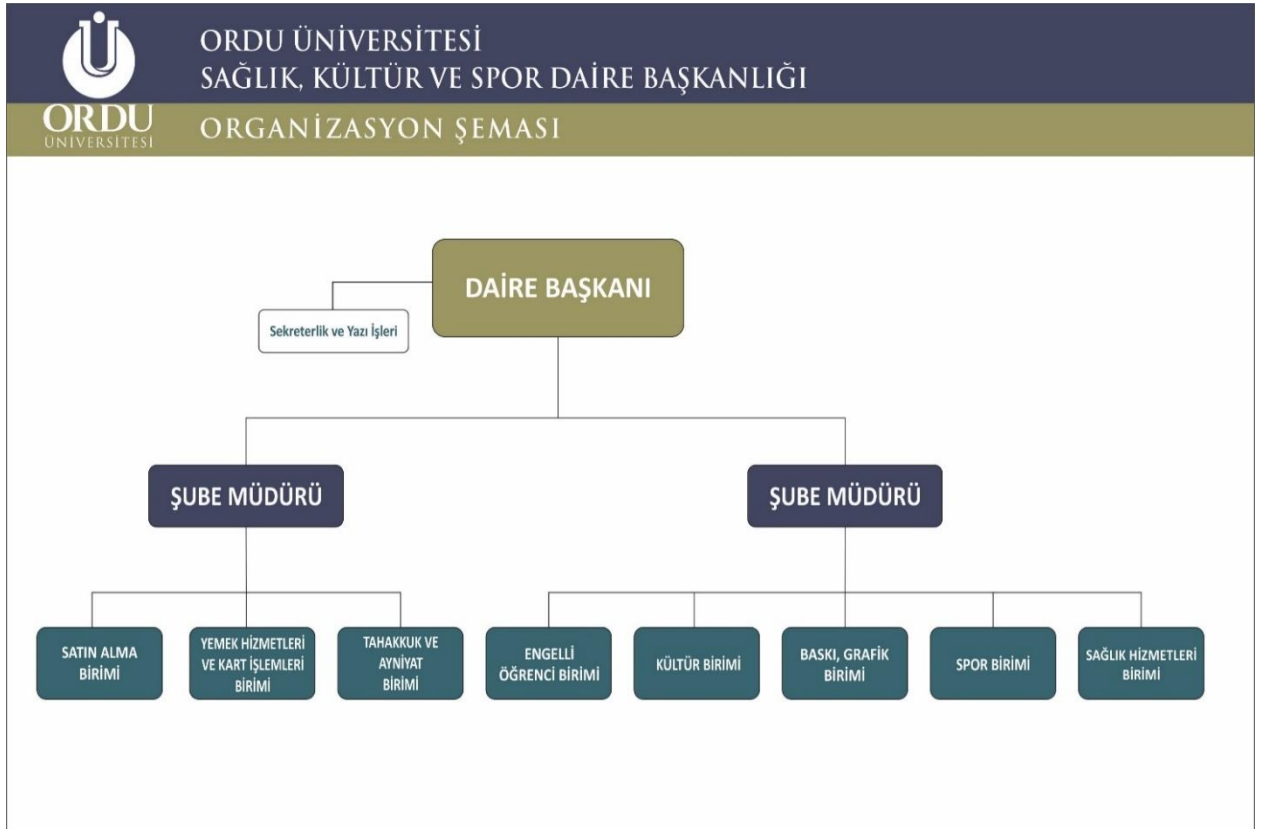 ORDU ÜNİVERSİTESİ
SAĞLIK, KÜLTÜR VE SPOR DAİRE BAŞKANLIĞI
ORDU
ÜNİVERSİTESİ
ORGANİZASYON ŞEMASI
DAİRE BAŞKANI
Sekreterlik ve Yazı İşleri
ŞUBE MÜDÜRÜ
ŞUBE MÜDÜRÜ
SATIN ALMA
BİRİMİ
YEMEK HİZMETLERİ
VE KART İŞLEMLERİ
BİRİMİ
TAHAKKUK VE
AYNİYAT
BİRİMİ
ENGELLİ
ÖĞRENCİ BİRİMİ
KÜLTÜR BİRİMİ
BASKI, GRAFİK
BİRİMİ
SPOR BİRİMİ
SAĞLIK HİZMETLERİ
BİRİMİ